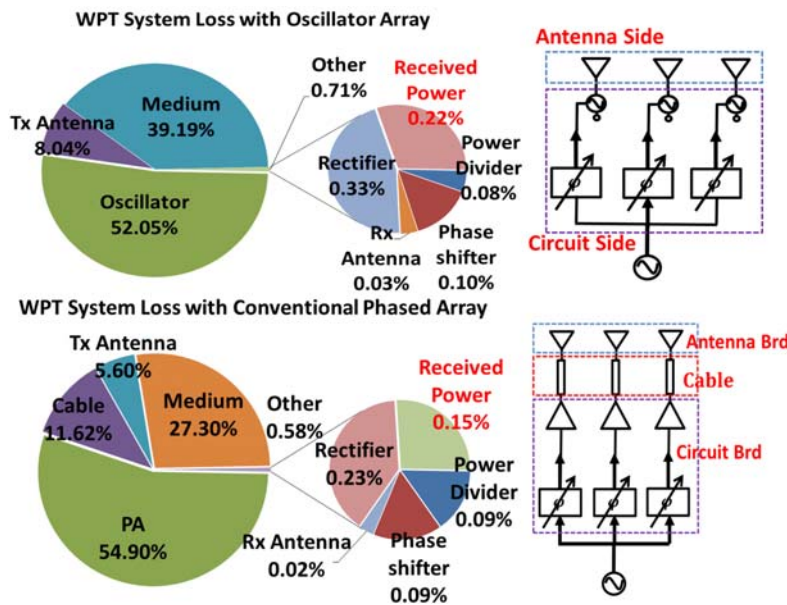 WPT System Loss with Oscillator Array
Other
0.71%
Received
Power
0.22%
Medium
39.19%
Tx Antenna
8.04%
Oscillator
52.05%
Rectifier
0.33%
Power
Divider
0.08%
Rx
Antenna
0.03%
Phase
shifter
0.10%
Antenna Side
φ
φ
φ
Circuit Side
WPT System Loss with Conventional Phased Array
Tx Antenna
5.60%
Medium
27.30%
Cable
11.62%
PA
54.90%
Other
0.58%
Received
Power
0.15%
Rectifier
0.23%
Power
Divider
0.09%
Rx Antenna
0.02%
Phase
shifter
0.09%
Antenna Brd
Cable
Circuit Brd
φ
φ
φ